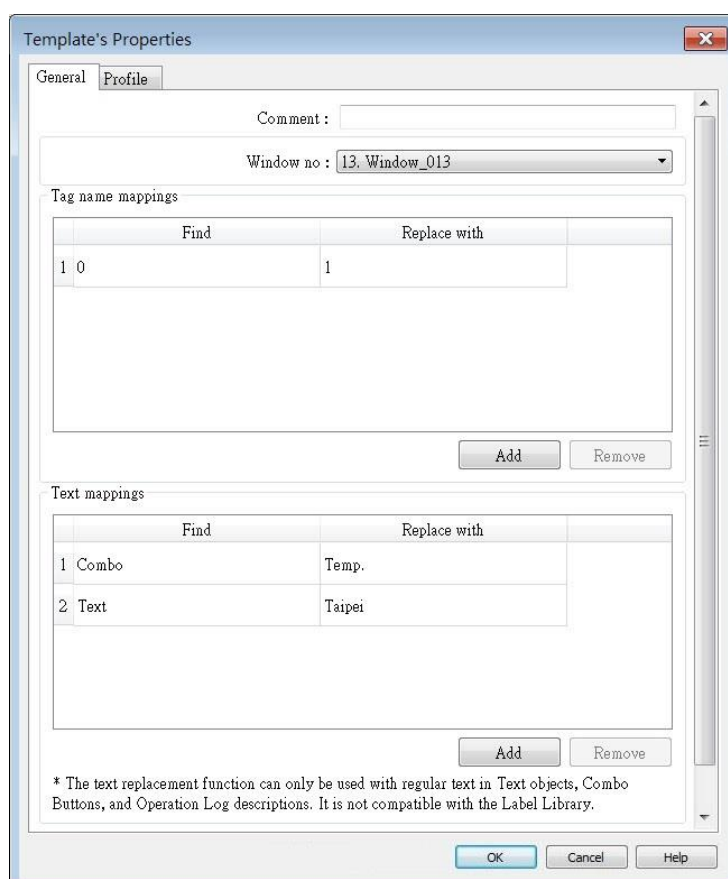 Template's Properties
General Profile
Comment :
Window no : 13. Window_013
Tag name mappings
Find Replace with
1 0 1
Add Remove
Text mappings
Find Replace with
1 Combo Temp.
2 Text Taipei
Add Remove
* The text replacement function can only be used with regular text in Text objects, Combo
Buttons, and Operation Log descriptions. It is not compatible with the Label Library.
OK Cancel Help